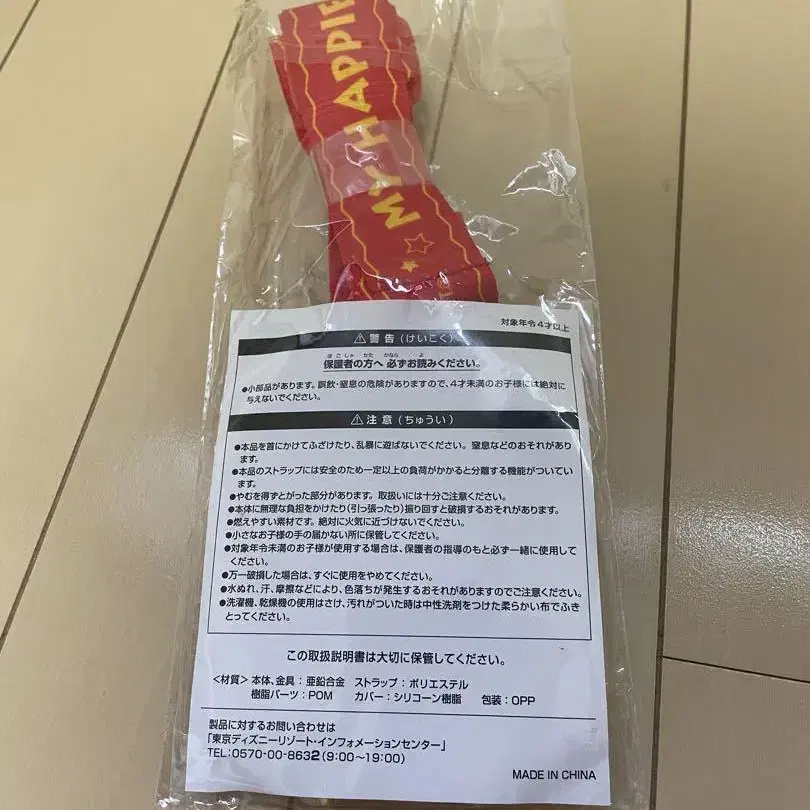 MY HAPPIE
対象年令4才以上
⚠警告(けいこく)
ほごしゃ かた かなら よ
保護者の方へ 必ずお読みください。
●小部品があります。誤飲・窒息の危険がありますので、4才未満のお子様には絶対に
与えないでください。
⚠注意(ちゅうい)
●本品を首にかけてふざけたり、乱暴に遊ばないでください。窒息などのおそれがあり
ます。
●本品のストラップには安全のため一定以上の負荷がかかると分離する機能がついてい
ます。
●やむを得ずとがった部分があります。取扱いには十分ご注意ください。
●本体に無理な負担をかけたり(引っ張ったり)振り回すと破損するおそれがあります。
●燃えやすい素材です。絶対に火気に近づけないでください。
●小さなお子様の手の届かない所に保管してください。
●対象年令未満のお子様が使用する場合は、保護者の指導のもと必ず一緒に使用して
ください。
●万一破損した場合は、すぐに使用をやめてください。
●水ぬれ、汗、摩擦などにより、色落ちが発生するおそれがありますのでご注意ください。
●洗濯機、乾燥機の使用はさけ、汚れがついた時は中性洗剤をつけた柔らかい布でふき
とってください。
この取扱説明書は大切に保管してください。
<材質> 本体、金具:亜鉛合金 ストラップ:ポリエステル
樹脂パーツ:POM カバー:シリコーン樹脂 包装:OPP
製品に対するお問い合わせは
「東京ディズニーリゾート・インフォメーションセンター」
TEL:0570-00-8632(9:00〜19:00)
MADE IN CHINA